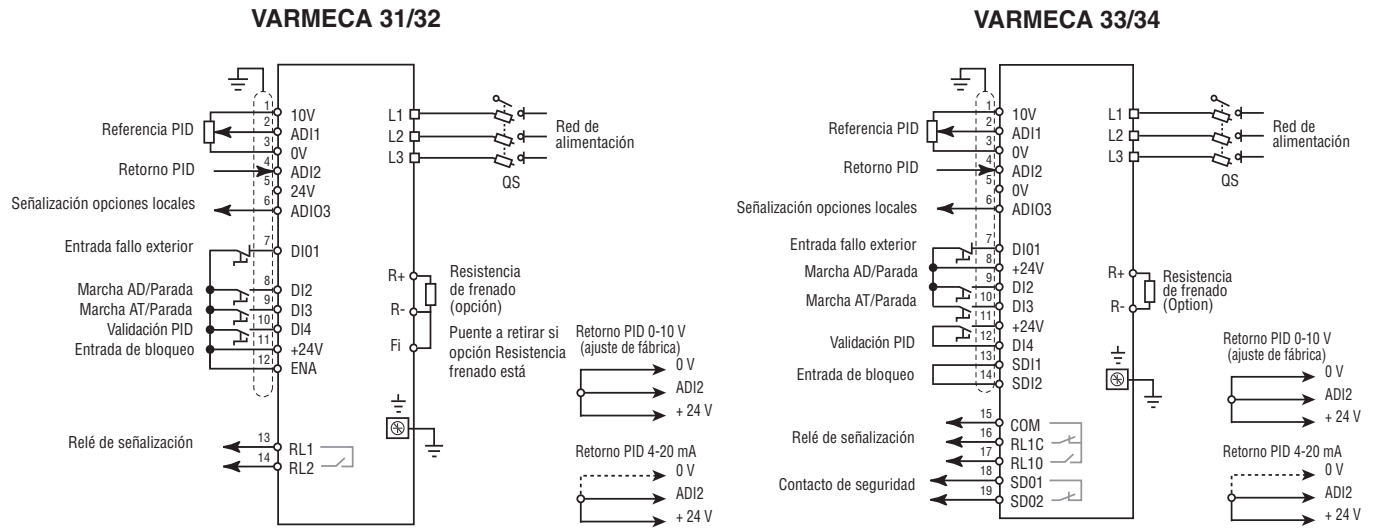 VARMECA 31/32
Referencia PID
Retorno PID
Señalización opciones locales
Entrada fallo exterior
Marcha AD/Parada
Marcha AT/Parada
Validación PID
Entrada de bloqueo
Relé de señalización
1 10V
2 ADI1
3 0V
4 ADI2
5 24V
6 ADIO3
7 DI01
8 DI2
9 DI3
10 DI4
11 +24V
12 ENA
13 RL1
14 RL2
L1
L2
L3
QS
Red de
alimentación
R+
R-
Fi
Resistencia
de frenado
(opción)
Puente a retirar si
opción Resistencia
frenado está
Retorno PID 0-10 V
(ajuste de fábrica)
0 V
ADI2
+ 24 V
Retorno PID 4-20 mA
0 V
ADI2
+ 24 V
VARMECA 33/34
Referencia PID
Retorno PID
Señalización opciones locales
Entrada fallo exterior
Marcha AD/Parada
Marcha AT/Parada
Validación PID
Entrada de bloqueo
Relé de señalización
Contacto de seguridad
1 10V
2 ADI1
3 0V
4 ADI2
5 0V
6 ADIO3
7 DI01
8 +24V
9 DI2
10 DI3
11 +24V
12 DI4
13 SDI1
14 SDI2
15 COM
16 RL1C
17 RL10
18 SD01
19 SD02
L1
L2
L3
QS
Red de
alimentación
R+
R-
Resistencia
de frenado
(Option)
Retorno PID 0-10 V
(ajuste de fábrica)
0 V
ADI2
+ 24 V
Retorno PID 4-20 mA
0 V
ADI2
+ 24 V